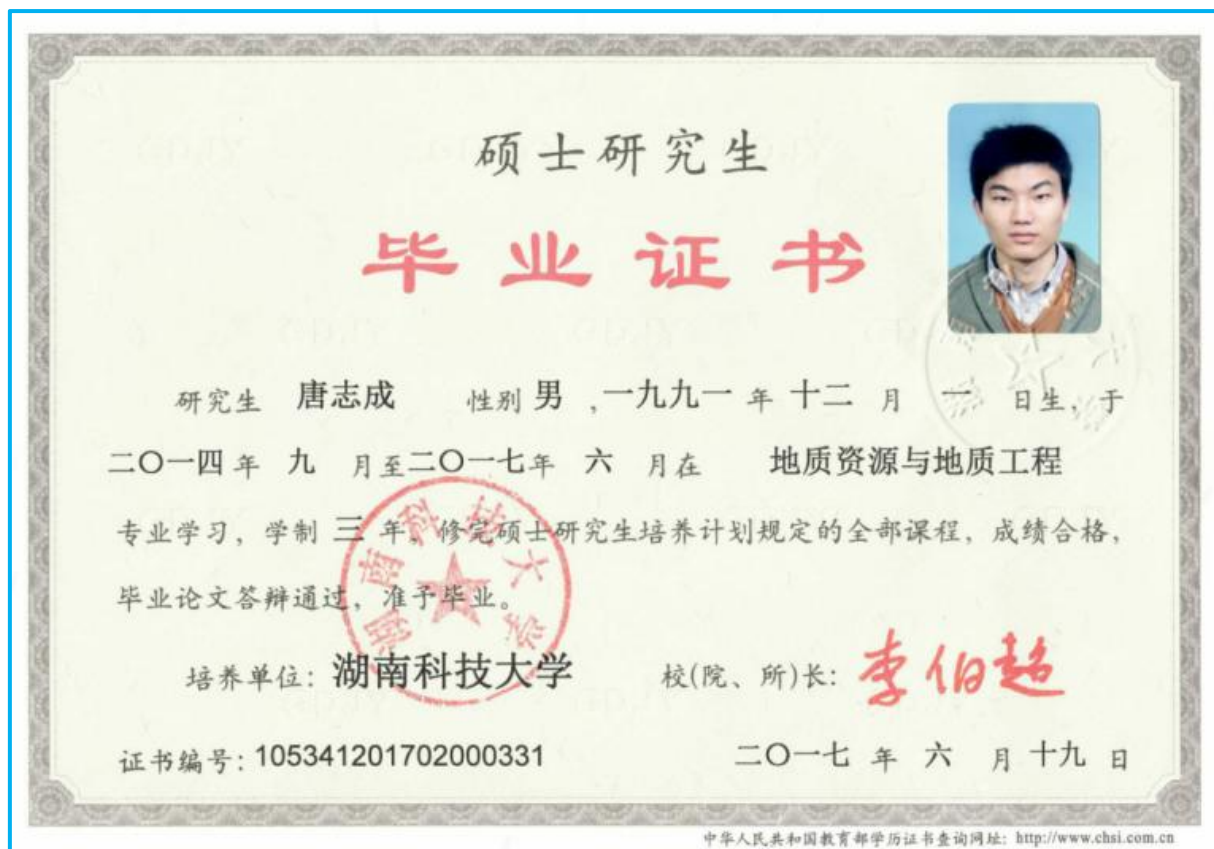 硕士研究生
毕业证书
研究生 唐志成 性别 男 ,一九九一 年 十二 月 一 日生,于
二〇一四 年 九 月至二〇一七年 六 月在 地质资源与地质工程
专业学习,学制 三 年,修完硕士研究生培养计划规定的全部课程,成绩合格,
毕业论文答辩通过,准予毕业。
湖南科技大学
培养单位:湖南科技大学 校(院、所)长:李伯超
证书编号:105341201702000331 二〇一七 年 六 月 十九 日
中华人民共和国教育部学历证书查询网址:http://www.chsi.com.cn